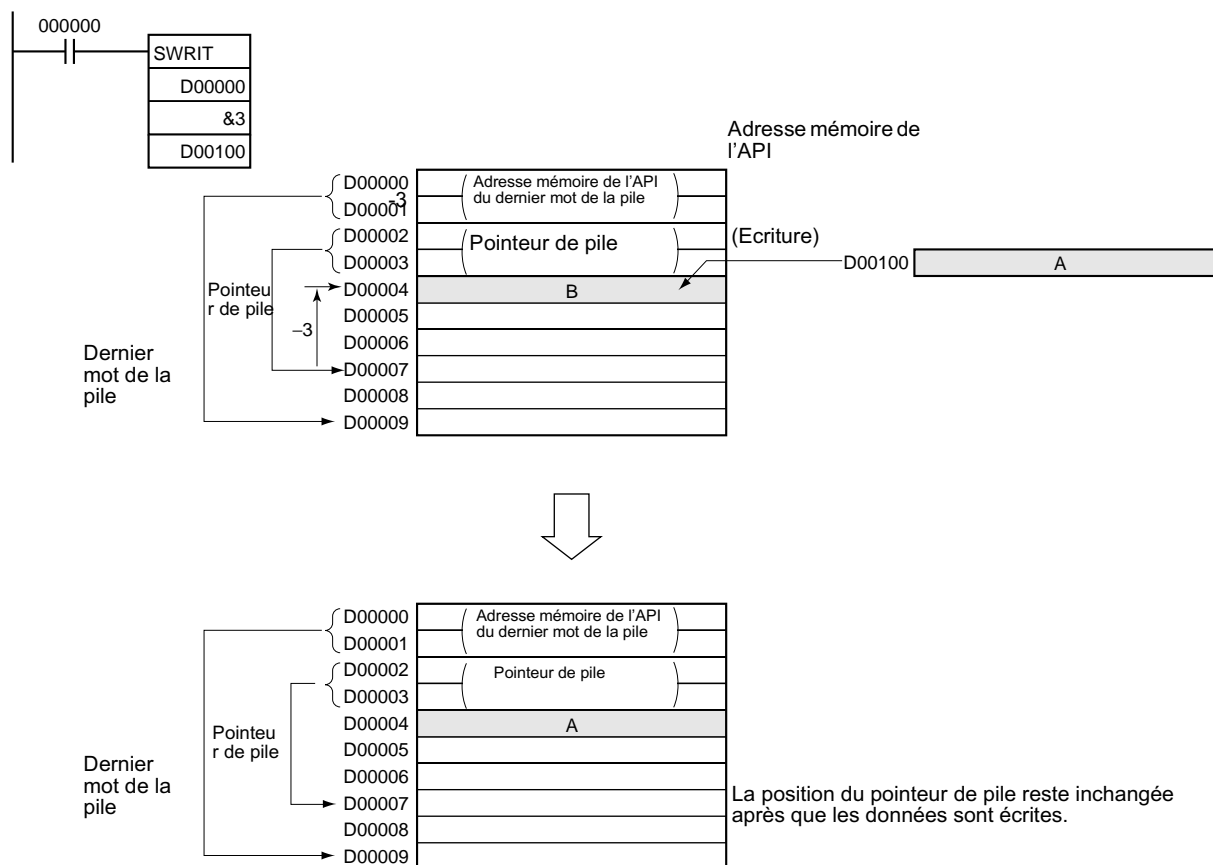 000000
SWRIT
D00000
&3
D00100
Adresse mémoire de
l'API
D00000
-3
D00001
Adresse mémoire de l'API
du dernier mot de la pile
D00002
D00003
Pointeur de pile
(Ecriture)
D00100
A
D00004
B
Pointeu
r de pile
–3
D00005
D00006
D00007
D00008
D00009
Dernier
mot de la
pile
D00000
D00001
Adresse mémoire de l'API
du dernier mot de la pile
D00002
D00003
Pointeur de pile
D00004
A
Pointeu
r de pile
D00005
D00006
D00007
D00008
D00009
Dernier
mot de la
pile
La position du pointeur de pile reste inchangée
après que les données sont écrites.